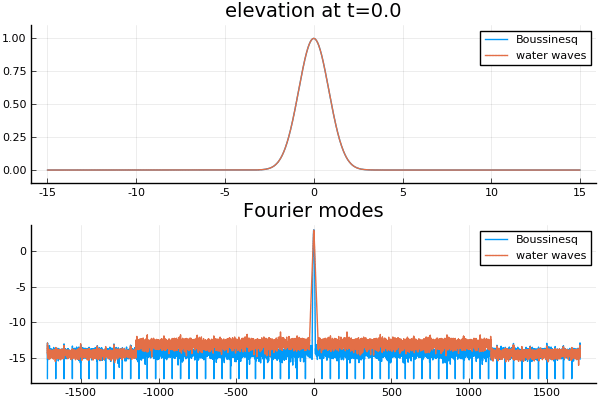 elevation at t=0.0
1.00
0.75
0.50
0.25
0.00
Boussinesq
water waves
-15 -10 -5 0 5 10 15
Fourier modes
0
-5
-10
-15
Boussinesq
water waves
-1500 -1000 -500 0 500 1000 1500